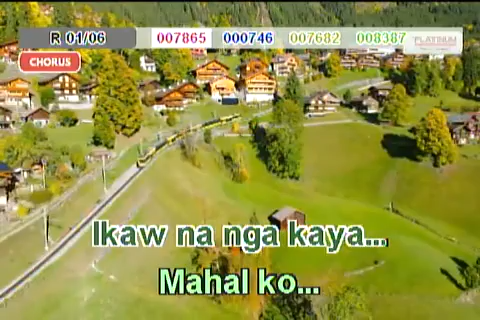 R 01/06 007865 000746 007682 008387 PLATINUM
CHORUS
Ikaw na nga kaya...
Mahal ko...